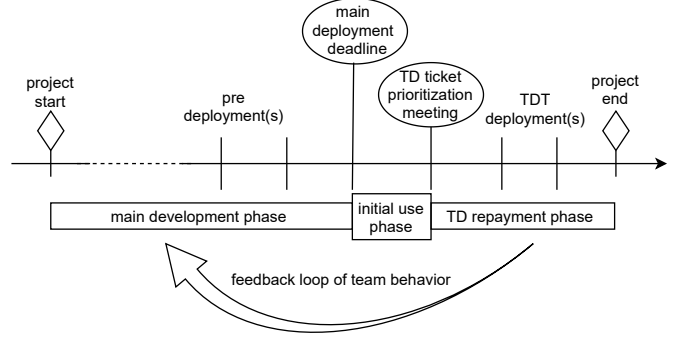 main
deployment
deadline
project
start
pre
deployment(s)
TD ticket
prioritization
meeting
TDT
deployment(s)
project
end
main development phase
initial use
phase
TD repayment phase
feedback loop of team behavior